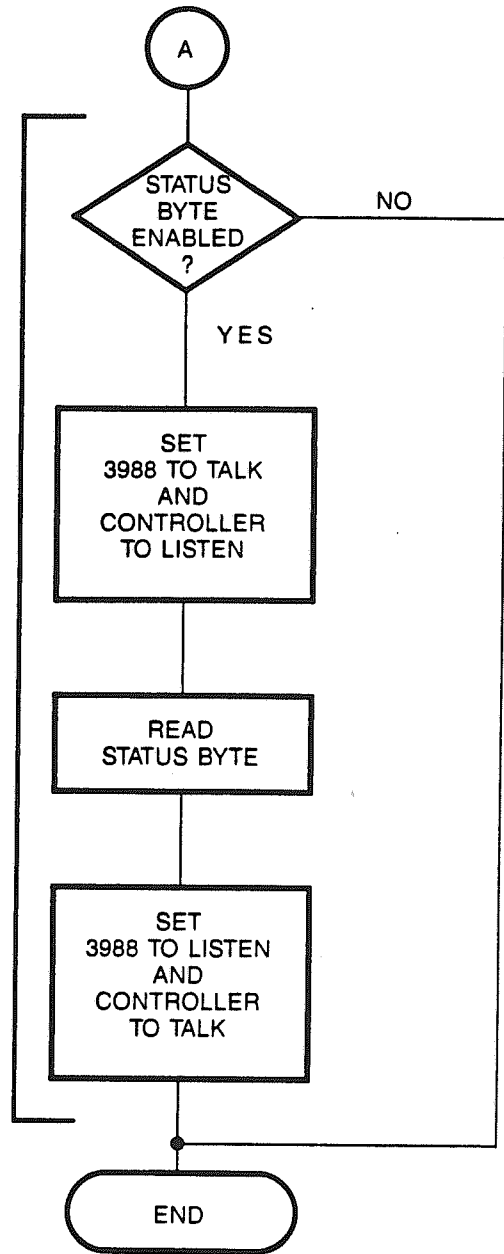 A
STATUS
BYTE
ENABLED
?
NO
YES
SET
3988 TO TALK
AND
CONTROLLER
TO LISTEN
READ
STATUS BYTE
SET
3988 TO LISTEN
AND
CONTROLLER
TO TALK
END